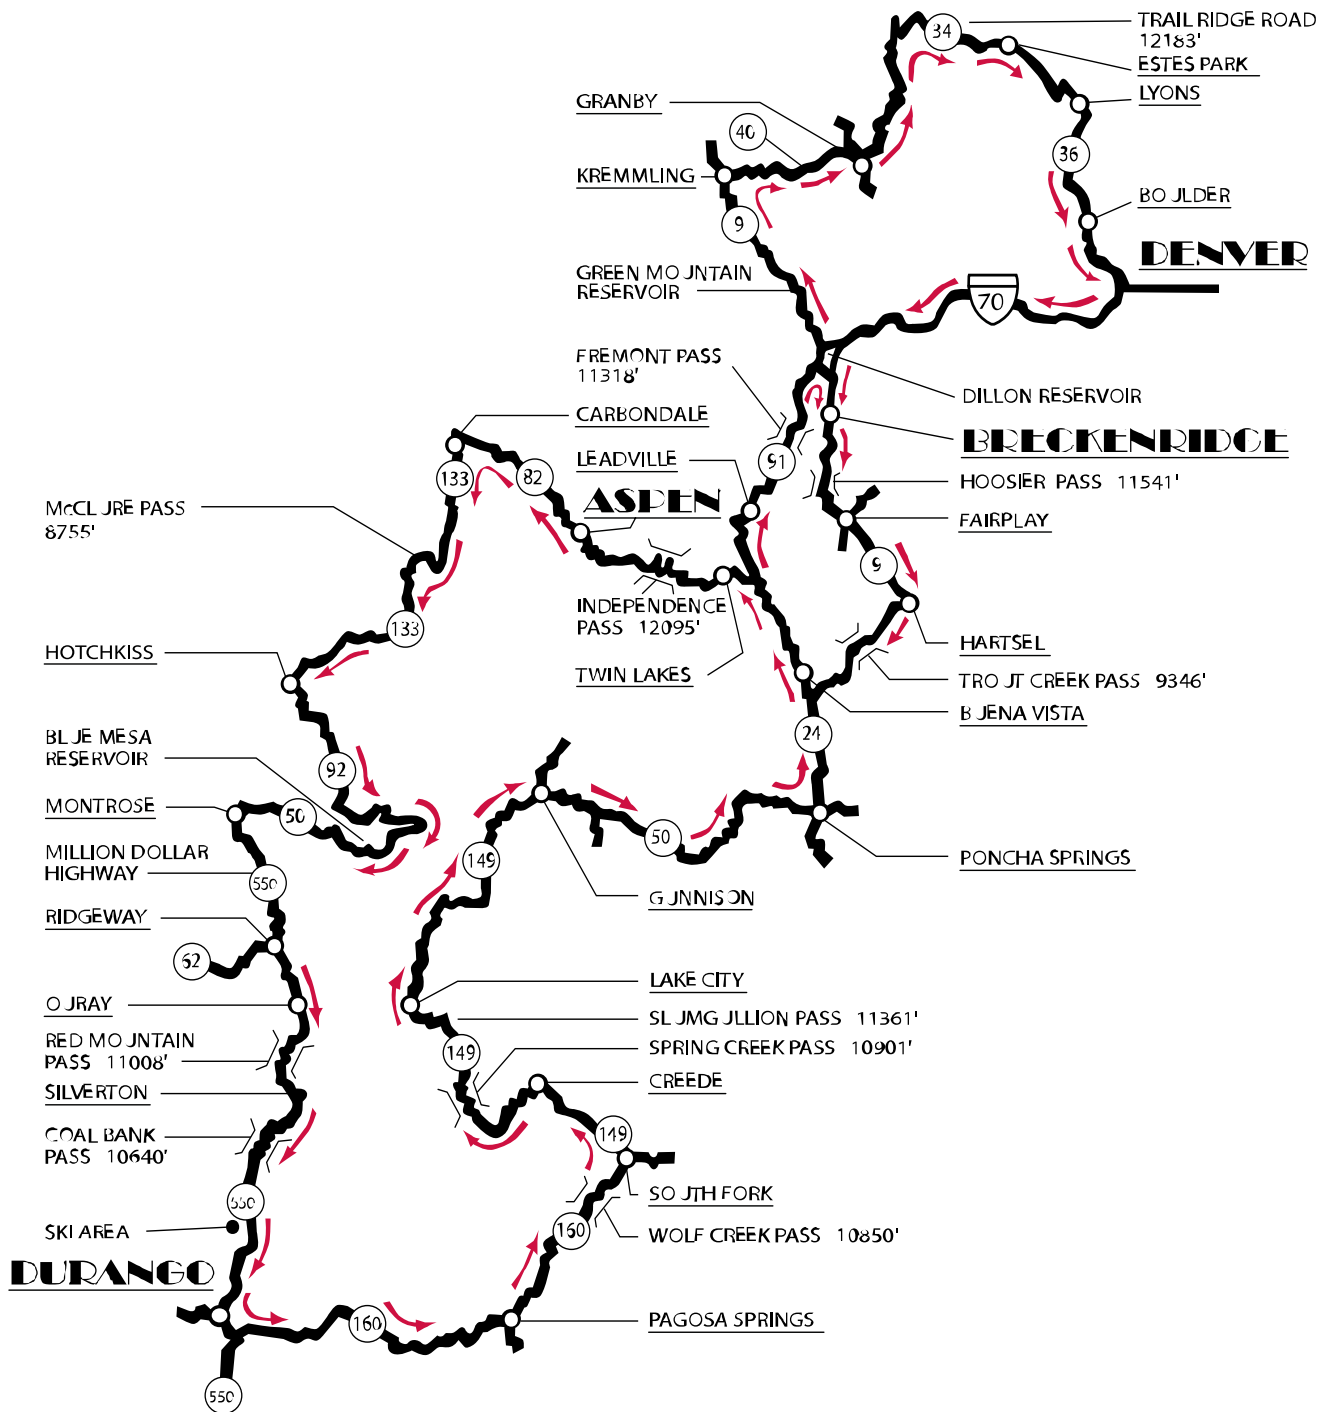 TRAIL RIDGE ROAD
12183'
ESTES PARK
LYONS
34
GRANBY
40
36
KREMMLING
BOULDER
9
DENVER
GREEN MOUNTAIN
RESERVOIR
70
FREMONT PASS
11318'
DILLON RESERVOIR
CARBONDALE
BRECKENRIDGE
LEADVILLE
91
133
82
HOOSIER PASS 11541'
ASPEN
McCLURE PASS
8755'
FAIRPLAY
9
INDEPENDENCE
PASS 12095'
133
HOTCHKISS
HARTSEL
TWIN LAKES
TROUT CREEK PASS 9346'
BUENA VISTA
24
BLUE MESA
RESERVOIR
92
MONTROSE
50
50
MILLION DOLLAR
HIGHWAY
149
PONCHA SPRINGS
550
GUNNISON
RIDGEWAY
62
LAKE CITY
OURAY
SLUMGULLION PASS 11361'
RED MOUNTAIN
PASS 11008'
149
SPRING CREEK PASS 10901'
CREEDE
SILVERTON
COAL BANK
PASS 10640'
149
SOUTH FORK
550
SKI AREA
160
WOLF CREEK PASS 10850'
DURANGO
160
PAGOSA SPRINGS
550